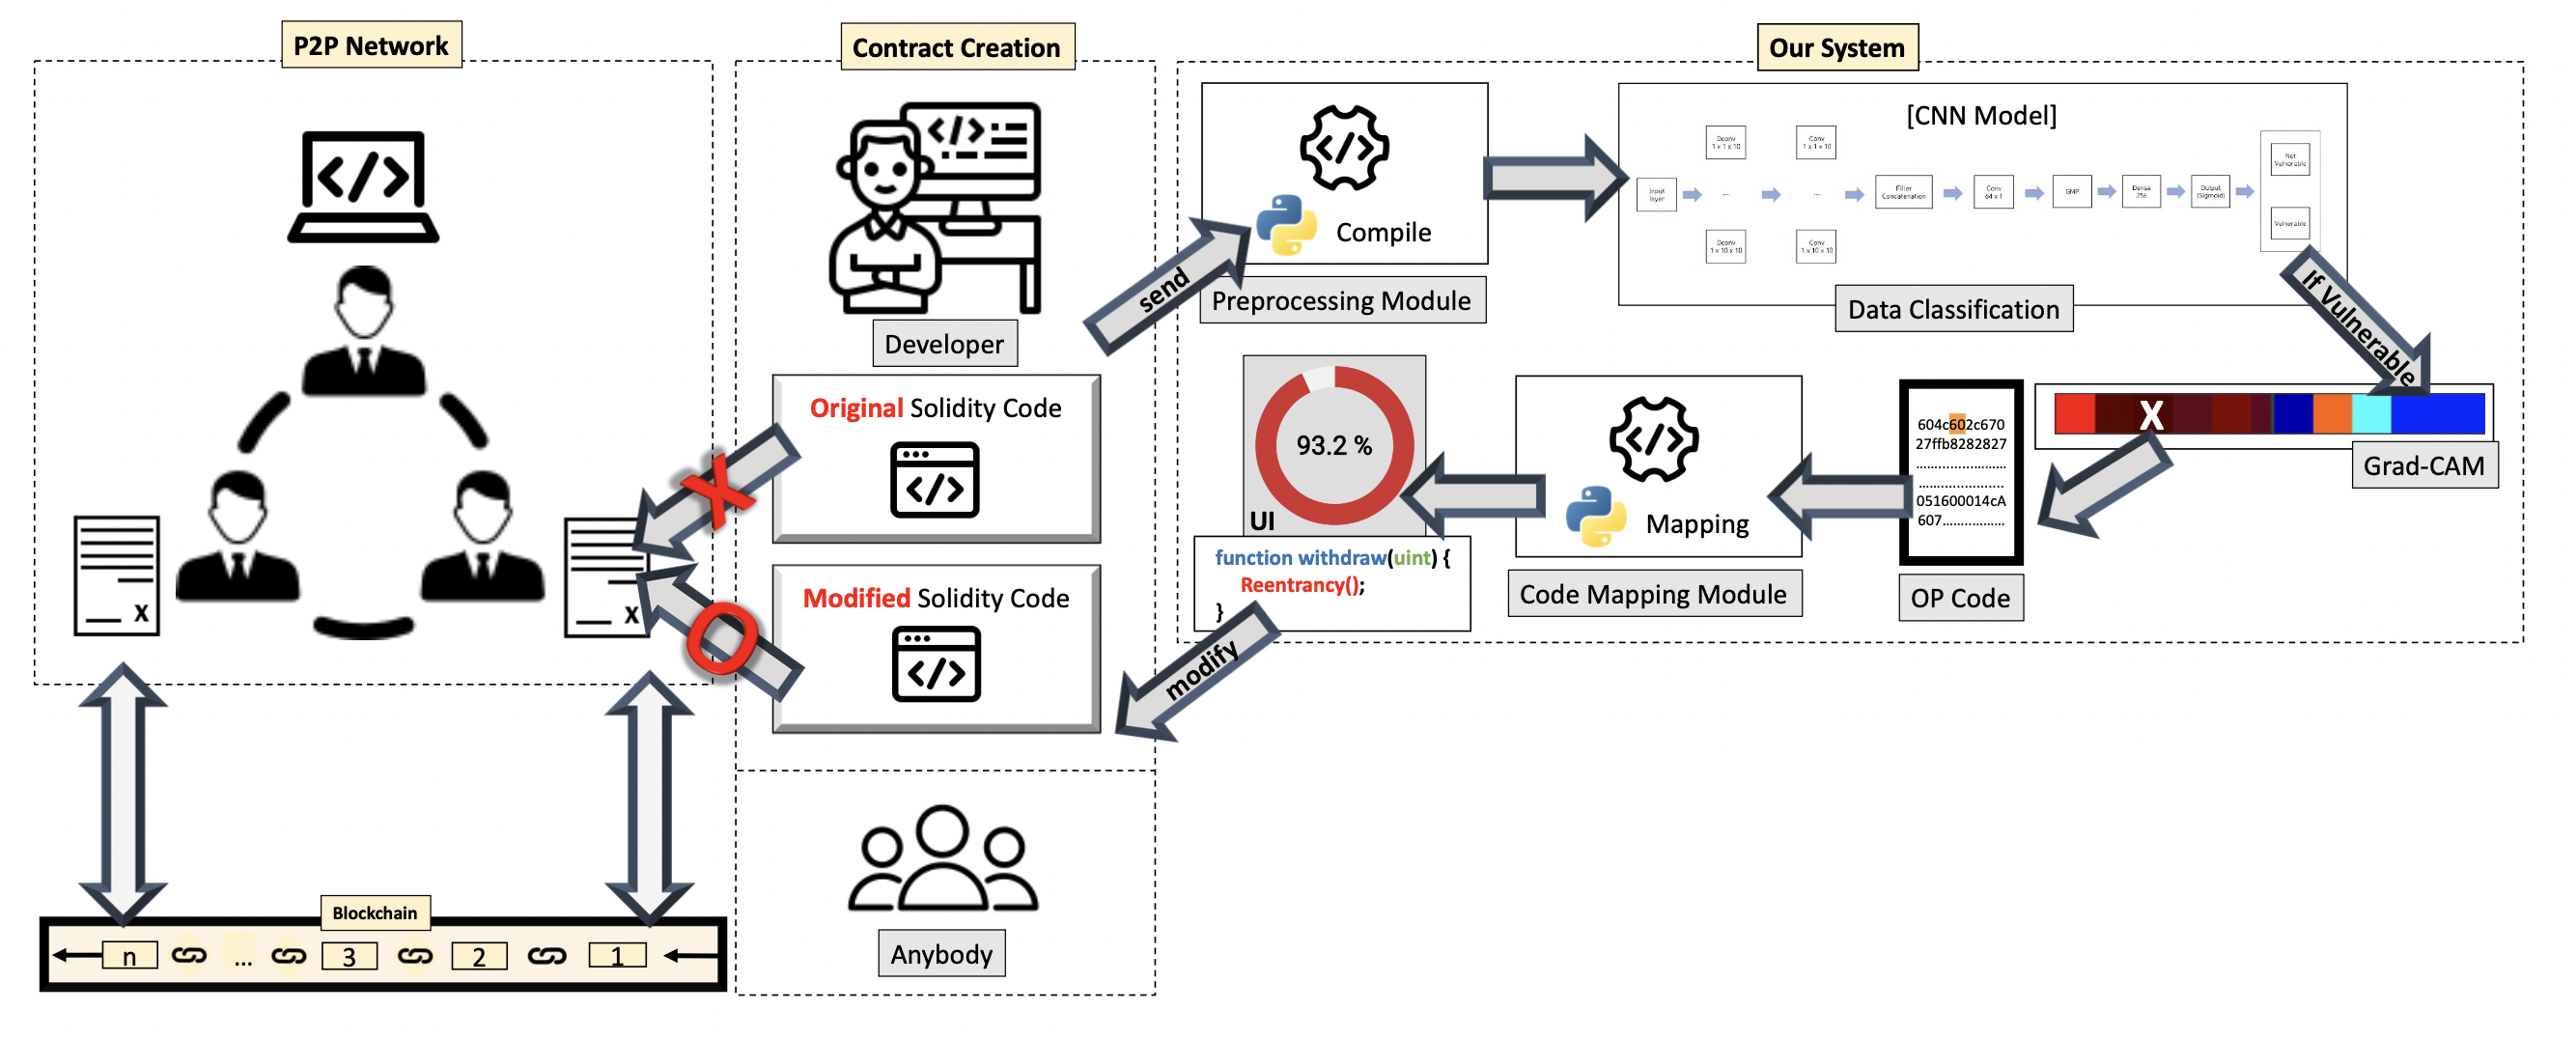 P2P Network
</>
X
X
Blockchain
n
...
3
2
1
Contract Creation
</>
Developer
Original Solidity Code
</>
X
Modified Solidity Code
</>
O
Anybody
Our System
send
</>
Compile
Preprocessing Module
[CNN Model]
Input
layer
Dconv
1 x 1 x 10
...
Dconv
1 x 10 x 10
Conv
1 x 1 x 10
...
Conv
1 x 10 x 10
Filter
Concatenation
Conv
64 x 1
GMP
Dense
256
Output
(Sigmoid)
Not
Vulnerable
Vulnerable
Data Classification
If Vulnerable
X
Grad-CAM
604c602c670
27ffb8282827
.......................
......................
051600014cA
607................
OP Code
</>
Mapping
Code Mapping Module
93.2 %
UI
function withdraw(uint) {
Reentrancy();
}
modify